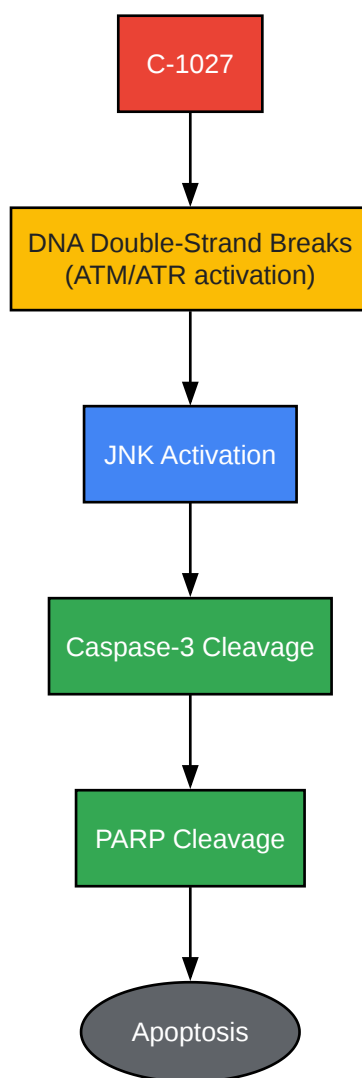 C-1027
DNA Double-Strand Breaks
(ATM/ATR activation)
JNK Activation
Caspase-3 Cleavage
PARP Cleavage
Apoptosis